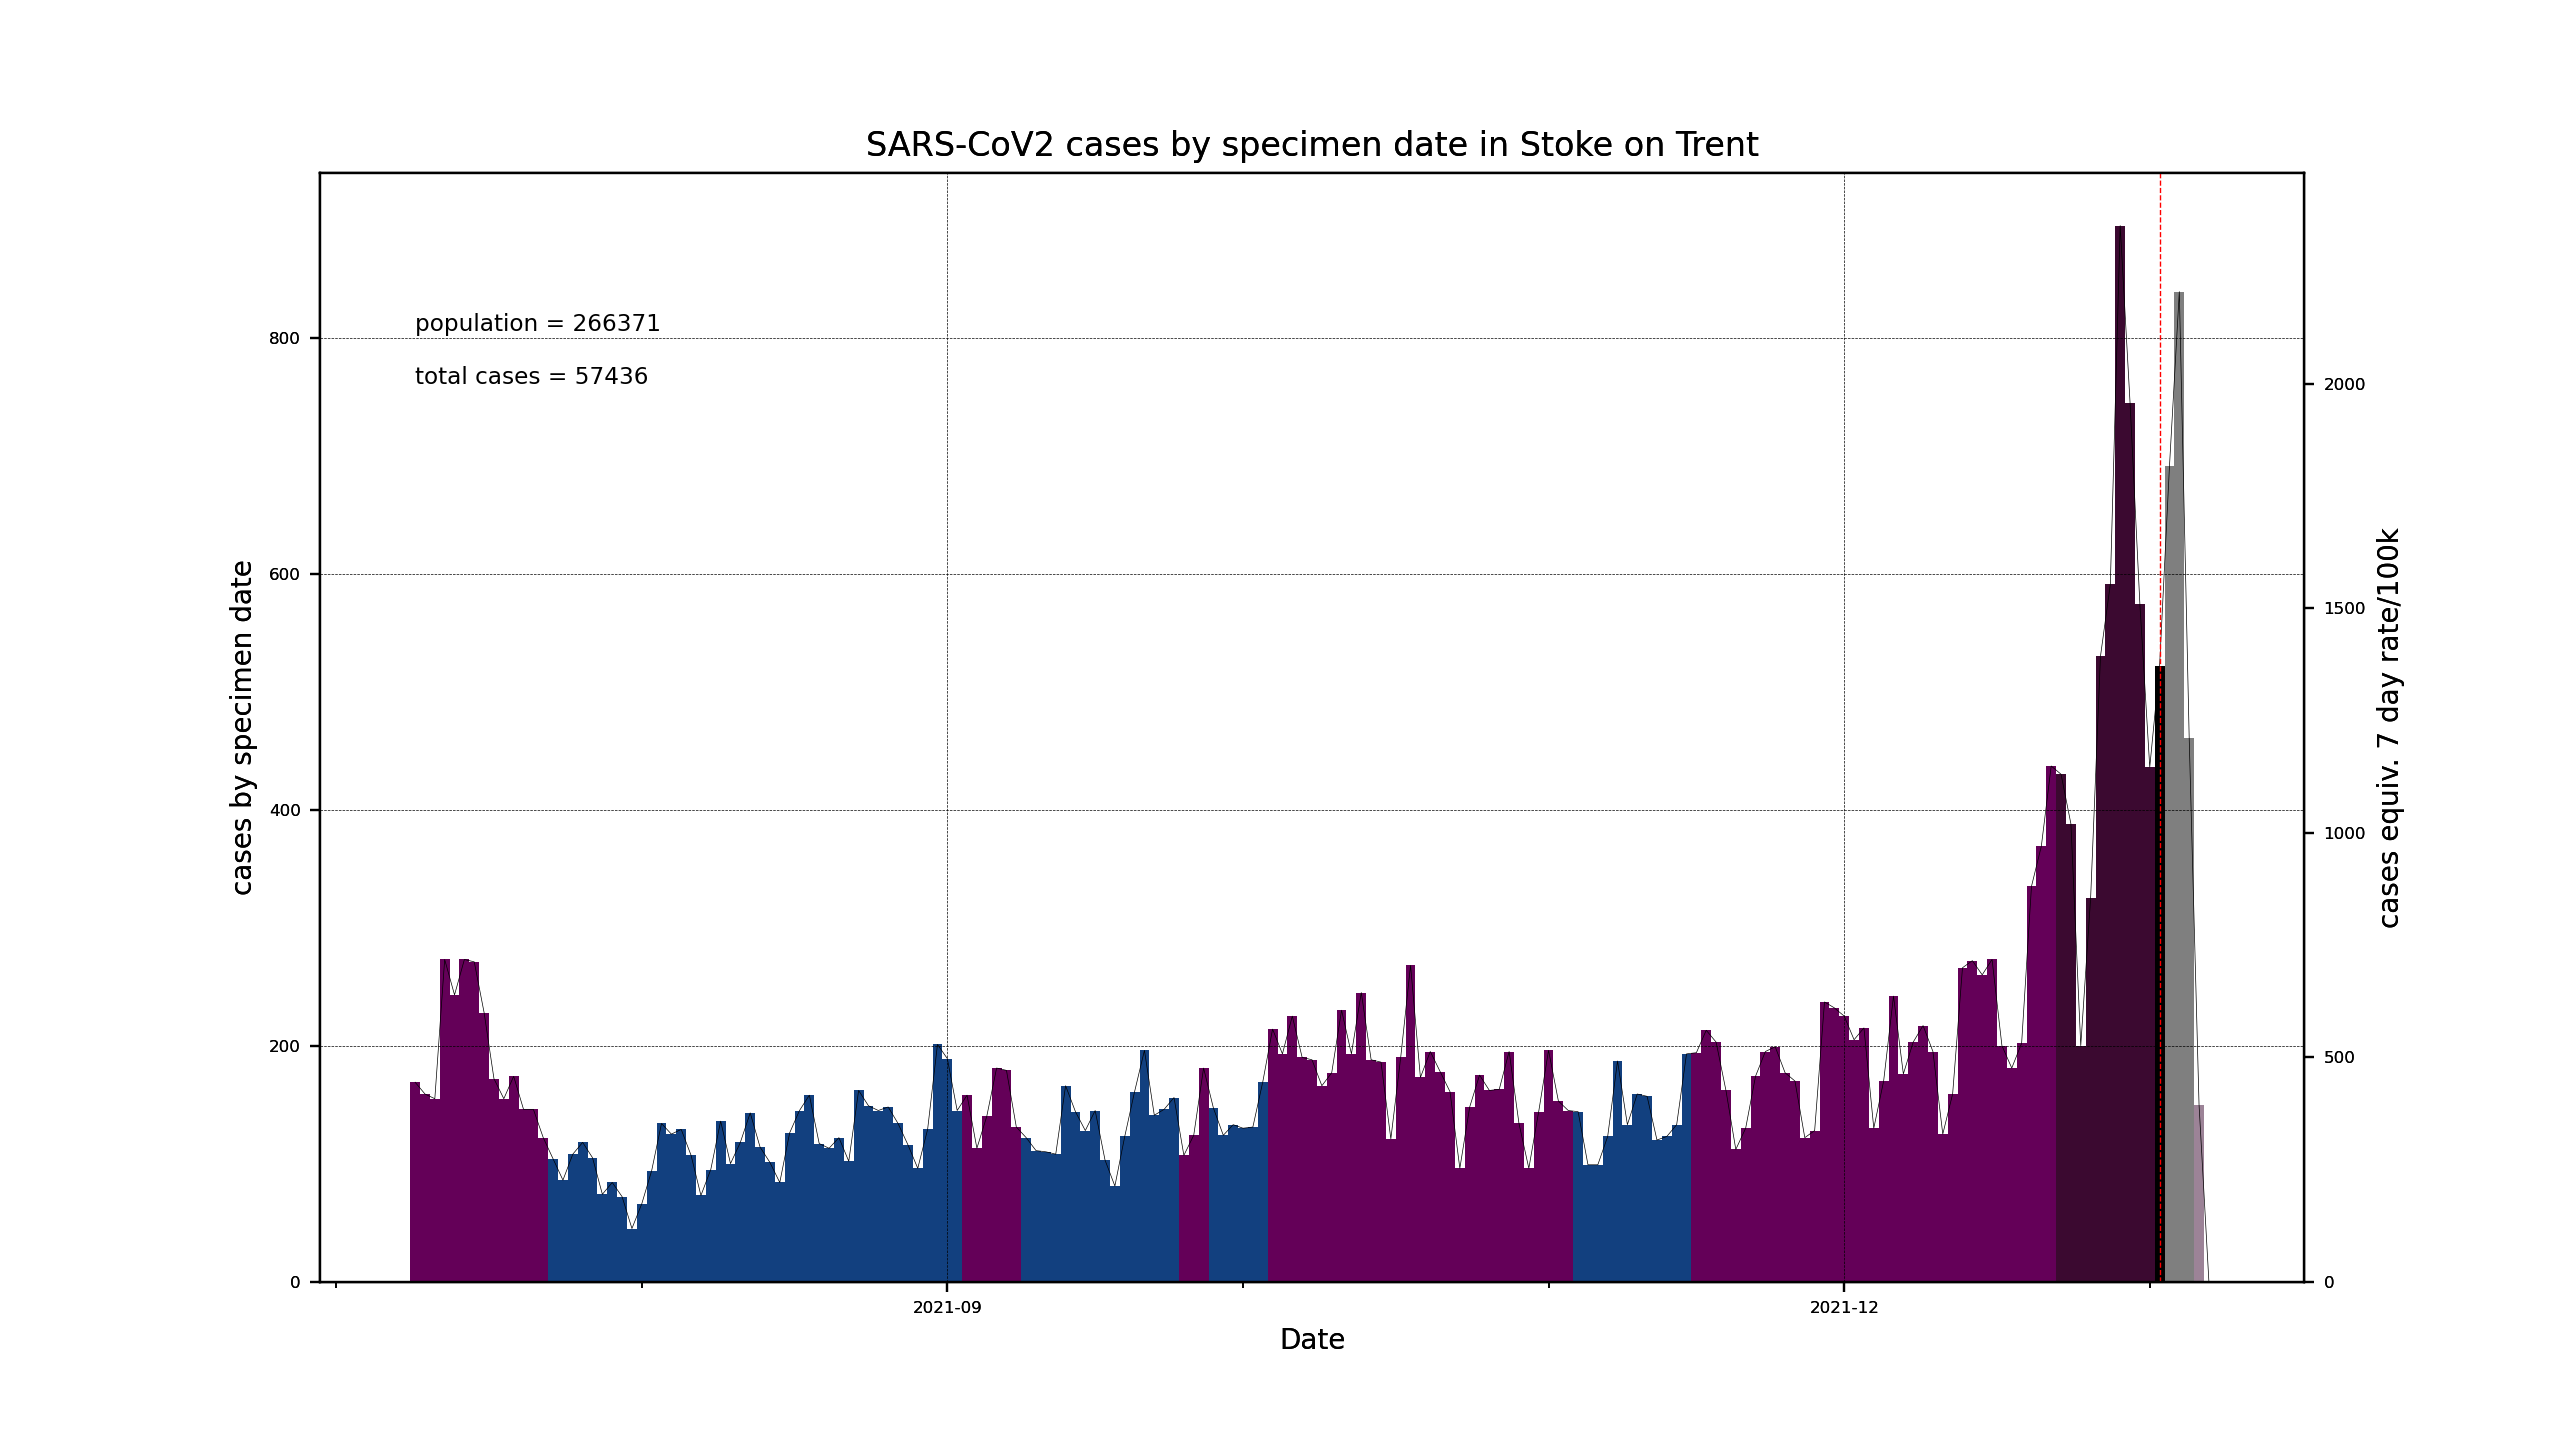 SARS-CoV2 cases by specimen date in Stoke on Trent
population = 266371
total cases = 57436
cases by specimen date
800
600
400
200
0
2000
1500
1000
500
0
cases equiv. 7 day rate/100k
2021-09
2021-12
Date